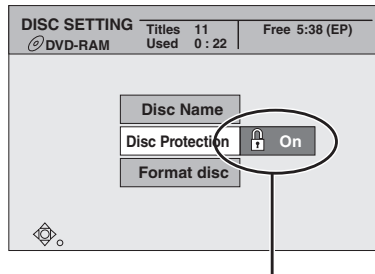 DISC SETTING Titles 11 Free 5:38 (EP)
DVD-RAM Used 0 : 22
Disc Name
Disc Protection On
Format disc